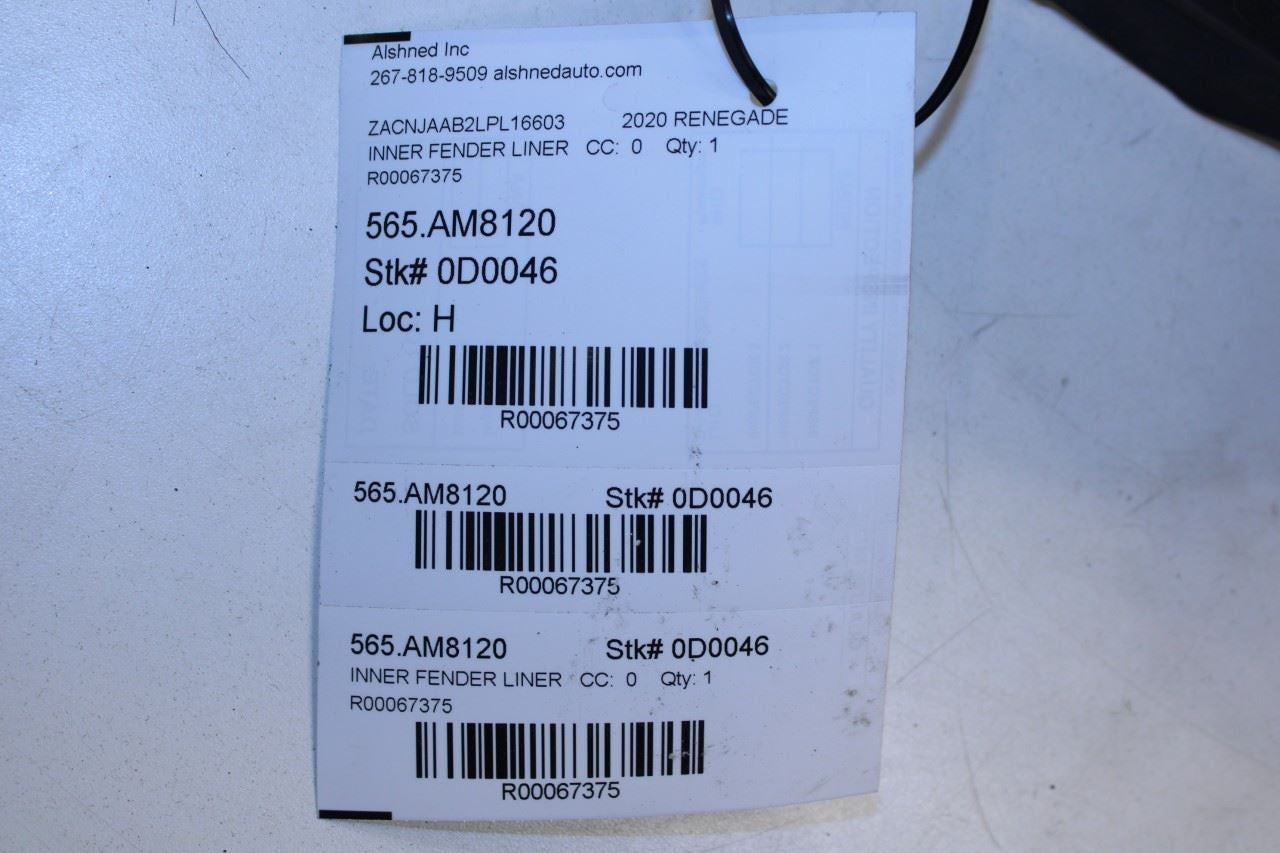 Alshned Inc
267-818-9509 alshnedauto.com
ZACNJAAB2LPL16603 2020 RENEGADE
INNER FENDER LINER CC: 0 Qty: 1
R00067375
565.AM8120
Stk# 0D0046
Loc: H
R00067375
565.AM8120 Stk# 0D0046
R00067375
565.AM8120 Stk# 0D0046
INNER FENDER LINER CC: 0 Qty: 1
R00067375
R00067375